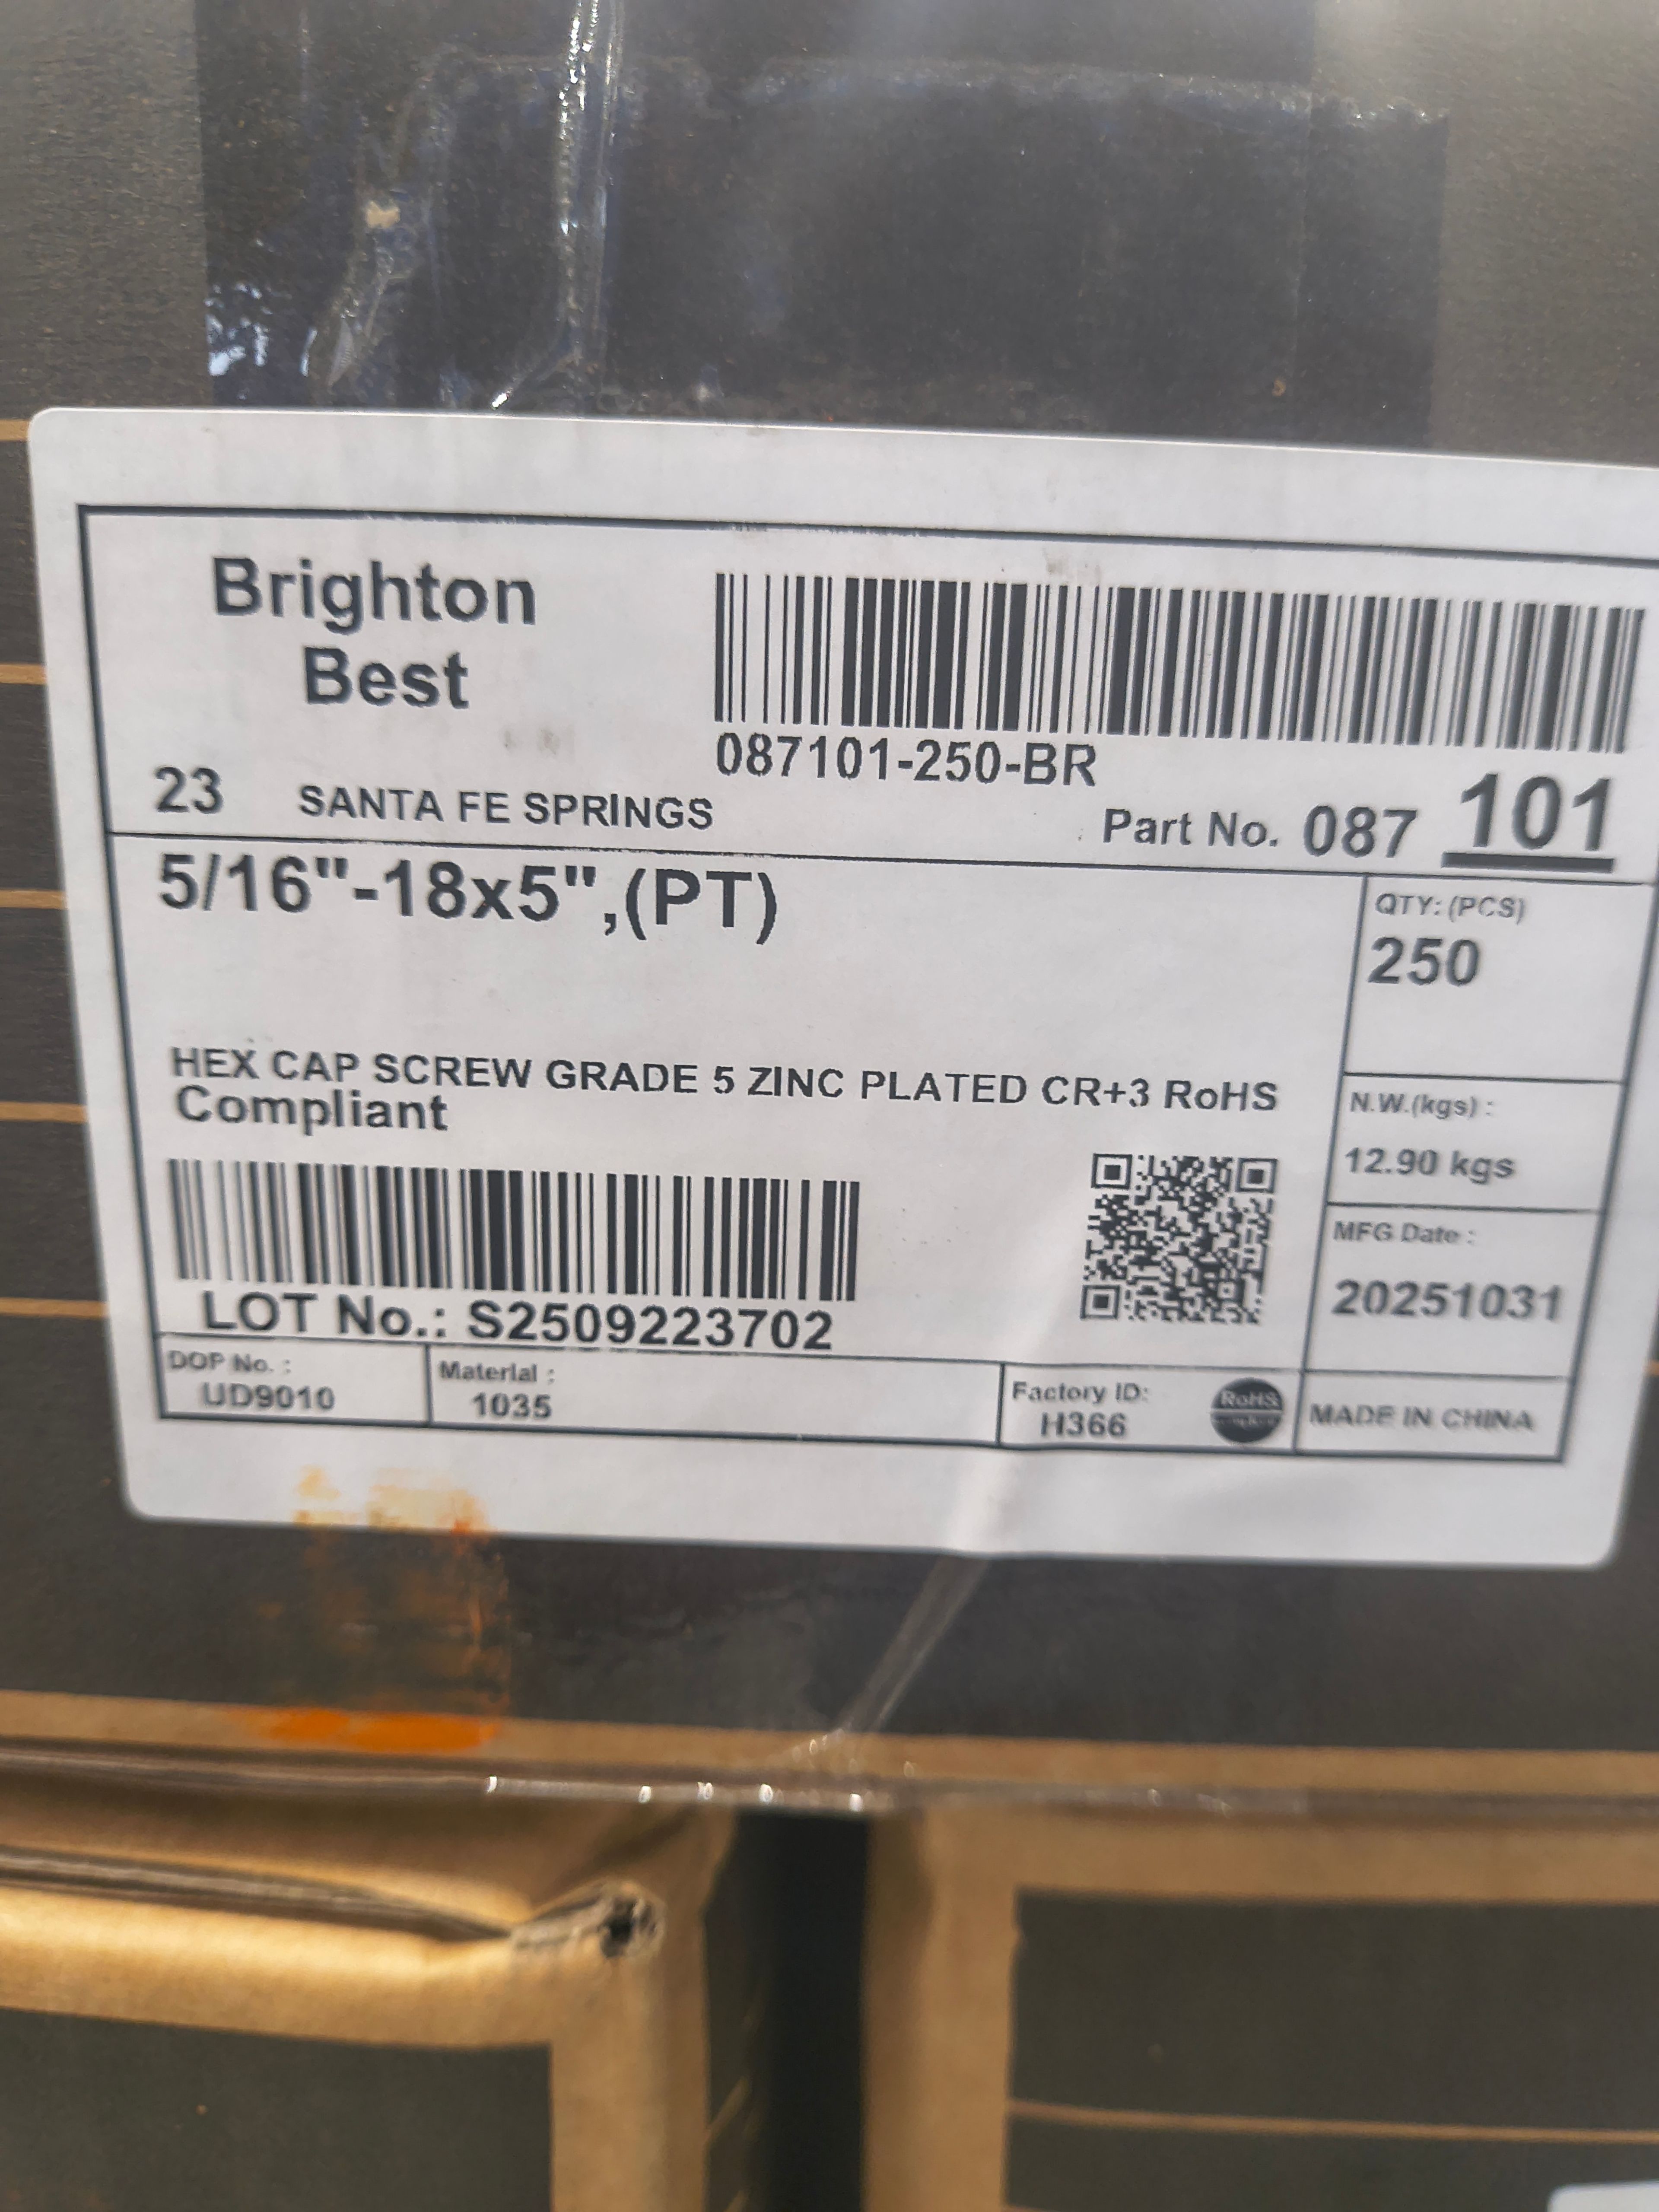 Brighton
Best
087101-250-BR
23 SANTA FE SPRINGS
Part No. 087 101
5/16"-18x5",(PT)
QTY: (PCS)
250
HEX CAP SCREW GRADE 5 ZINC PLATED CR+3 RoHS
Compliant
N.W.(kgs) :
12.90 kgs
MFG Date :
20251031
LOT No.: S2509223702
DOP No. :
UD9010
Material :
1035
Factory ID:
H366
RoHS
MADE IN CHINA